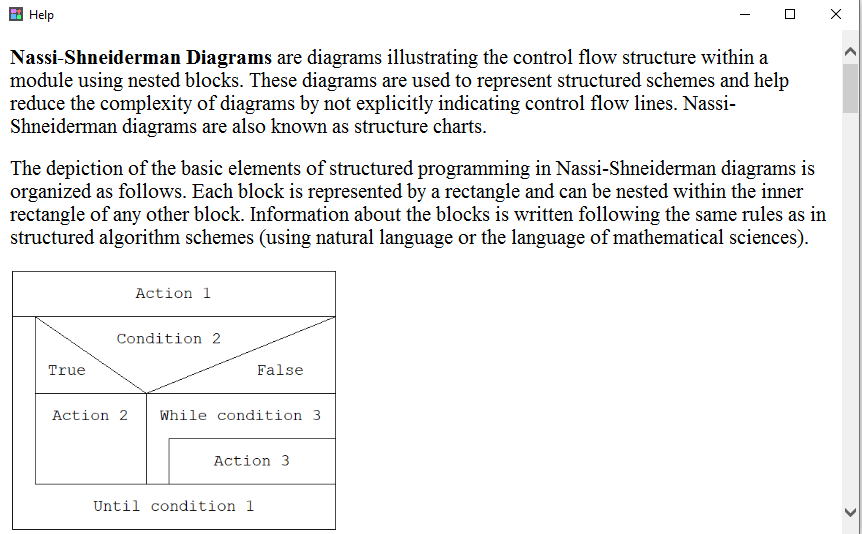 Help
Nassi-Shneiderman Diagrams are diagrams illustrating the control flow structure within a
module using nested blocks. These diagrams are used to represent structured schemes and help
reduce the complexity of diagrams by not explicitly indicating control flow lines. Nassi-
Shneiderman diagrams are also known as structure charts.
The depiction of the basic elements of structured programming in Nassi-Shneiderman diagrams is
organized as follows. Each block is represented by a rectangle and can be nested within the inner
rectangle of any other block. Information about the blocks is written following the same rules as in
structured algorithm schemes (using natural language or the language of mathematical sciences).
Action 1
Condition 2
True False
Action 2 While condition 3
Action 3
Until condition 1